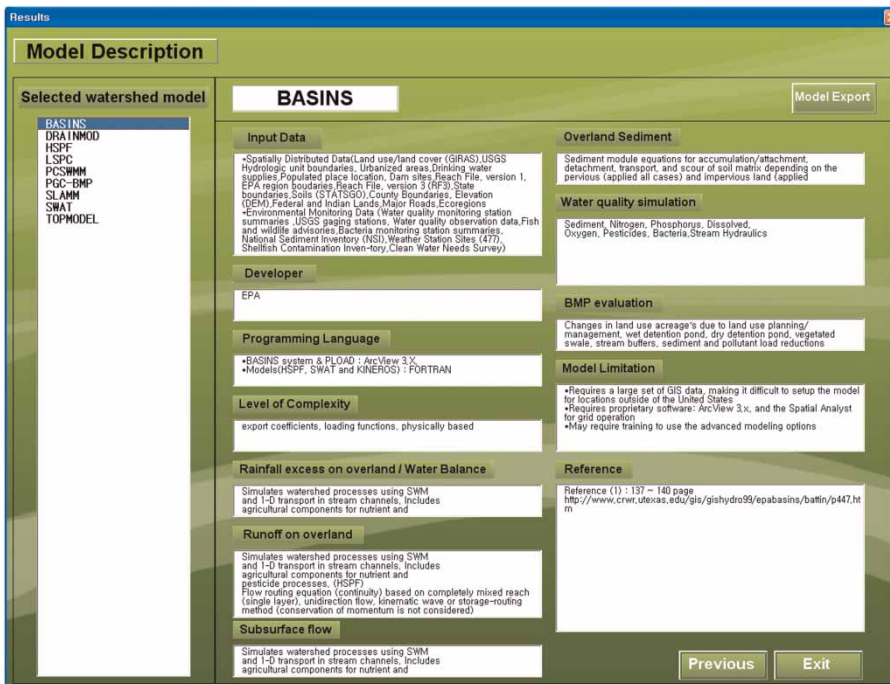 Results
Model Description
Selected watershed model
BASINS
DRAINMOD
HSPF
LSPC
PCSWMM
PGC-BMP
SLAMM
SWAT
TOPMODEL
BASINS
Model Export
Input Data
•Spatially Distributed Data(Land use/land cover (GIRAS),USGS
Hydrologic unit boundaries, Urbanized areas,Drinking water
supplies,Populated place location, Dam sites,Reach File, version 1,
EPA region boudaries,Reach File, version 3 (RF3),State
boundaries,Soils (STATSGO),County Boundaries, Elevation
(DEM),Federal and Indian Lands,Major Roads,Ecoregions
•Environmental Monitoring Data (Water quality monitoring station
summaries ,USGS gaging stations, Water quality observation data,Fish
and wildlife advisories,Bacteria monitoring station summaries,
National Sediment Inventory (NSI),Weather Station Sites (477),
Shellfish Contamination Inven-tory,Clean Water Needs Survey)
Developer
EPA
Programming Language
•BASINS system & PLOAD : ArcView 3.X,
•Models(HSPF, SWAT and KINEROS) : FORTRAN
Level of Complexity
export coefficients, loading functions, physically based
Rainfall excess on overland / Water Balance
Simulates watershed processes using SWM
and 1-D transport in stream channels, Includes
agricultural components for nutrient and
Runoff on overland
Simulates watershed processes using SWM
and 1-D transport in stream channels, Includes
agricultural components for nutrient and
pesticide processes, (HSPF)
Flow routing equation (continuity) based on completely mixed reach
(single layer), unidirection flow, kinematic wave or storage-routing
method (conservation of momentum is not considered)
Subsurface flow
Simulates watershed processes using SWM
and 1-D transport in stream channels, Includes
agricultural components for nutrient and
Overland Sediment
Sediment module equations for accumulation/attachment,
detachment, transport, and scour of soil matrix depending on the
pervious (applied all cases) and impervious land (applied
Water quality simulation
Sediment, Nitrogen, Phosphorus, Dissolved,
Oxygen, Pesticides, Bacteria,Stream Hydraulics
BMP evaluation
Changes in land use acreage's due to land use planning/
management, wet detention pond, dry detention pond, vegetated
swale, stream buffers, sediment and pollutant load reductions
Model Limitation
•Requires a large set of GIS data, making it difficult to setup the model
for locations outside of the United States
•Requires proprietary software: ArcView 3.x, and the Spatial Analyst
for grid operation
•May require training to use the advanced modeling options
Reference
Reference (1) : 137 ~ 140 page
http://www.crwr.utexas.edu/gis/gishydro99/epabasins/battin/p447.ht
m
Previous
Exit